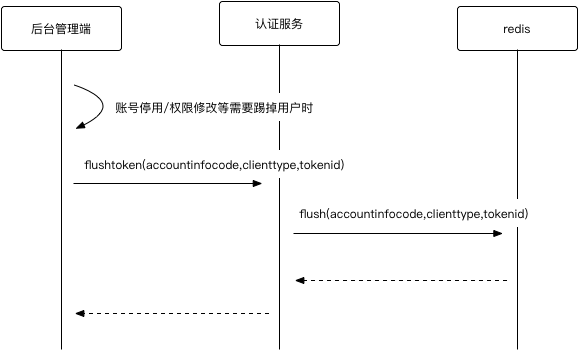 后台管理端
认证服务
redis
账号停用/权限修改等需要踢掉用户时
flushtoken(accountinfocode,clienttype,tokenid)
flush(accountinfocode,clienttype,tokenid)